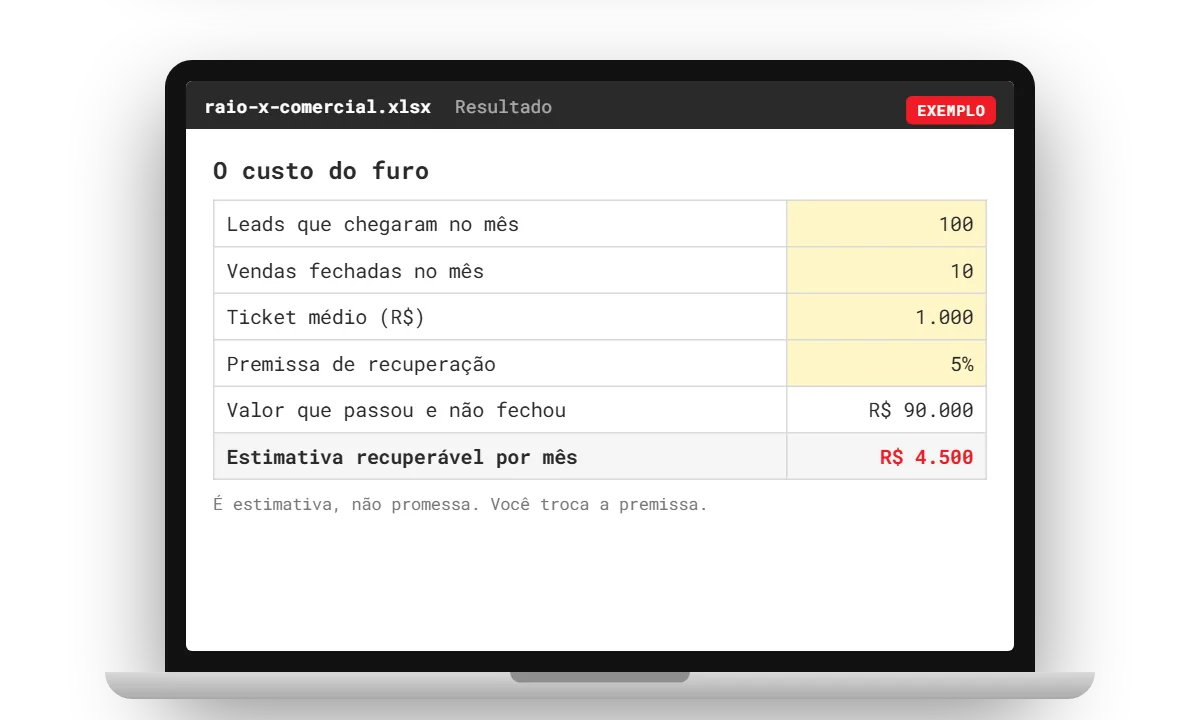 raio-x-comercial.xlsx Resultado EXEMPLO
O custo do furo
Leads que chegaram no mês 100
Vendas fechadas no mês 10
Ticket médio (R$) 1.000
Premissa de recuperação 5%
Valor que passou e não fechou R$ 90.000
Estimativa recuperável por mês R$ 4.500
É estimativa, não promessa. Você troca a premissa.